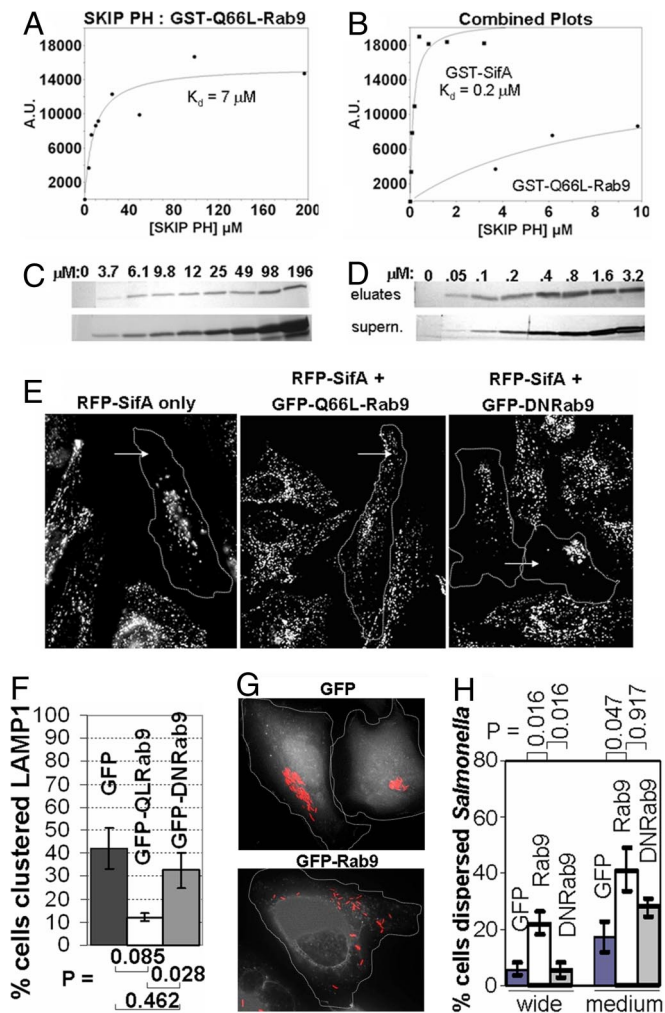 A
SKIP PH : GST-Q66L-Rab9
18000
14000
10000
6000
2000
A.U.
Kd = 7 µM
0 40 80 120 160 200
[SKIP PH] µM
B
Combined Plots
18000
14000
10000
6000
2000
A.U.
GST-SifA
Kd = 0.2 µM
GST-Q66L-Rab9
0 2 4 6 8 10
[SKIP PH] µM
C
µM: 0 3.7 6.1 9.8 12 25 49 98 196
D
µM: 0 .05 .1 .2 .4 .8 1.6 3.2
eluates
supern.
E
RFP-SifA only
RFP-SifA +
GFP-Q66L-Rab9
RFP-SifA +
GFP-DNRab9
F
% cells clustered LAMP1
100
90
80
70
60
50
40
30
20
10
0
GFP
GFP-QLRab9
GFP-DNRab9
P =
0.085
0.028
0.462
G
GFP
GFP-Rab9
H
P =
0.016
0.016
0.047
0.917
% cells dispersed Salmonella
80
60
40
20
0
GFP
Rab9
DNRab9
GFP
Rab9
DNRab9
wide medium